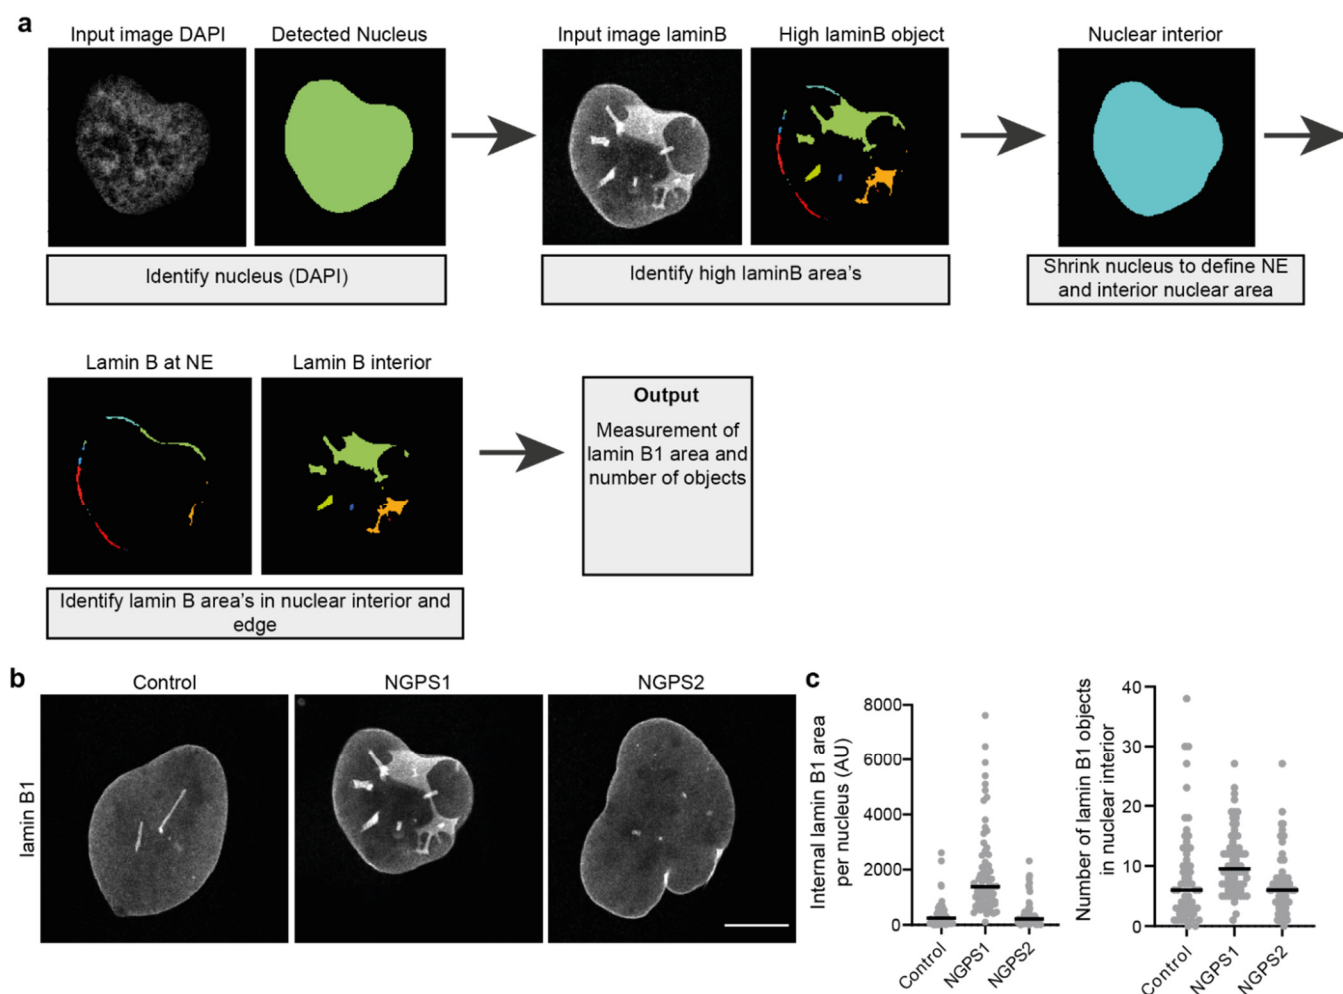 a
Input image DAPI
Detected Nucleus
Input image laminB
High laminB object
Nuclear interior
Identify nucleus (DAPI)
Identify high laminB area's
Shrink nucleus to define NE
and interior nuclear area
Lamin B at NE
Lamin B interior
Output
Measurement of
lamin B1 area and
number of objects
Identify lamin B area's in nuclear interior and
edge
b
Control
NGPS1
NGPS2
lamin B1
c
Internal lamin B1 area
per nucleus (AU)
8000
6000
4000
2000
0
Control
NGPS1
NGPS2
Number of lamin B1 objects
in nuclear interior
40
30
20
10
0
Control
NGPS1
NGPS2